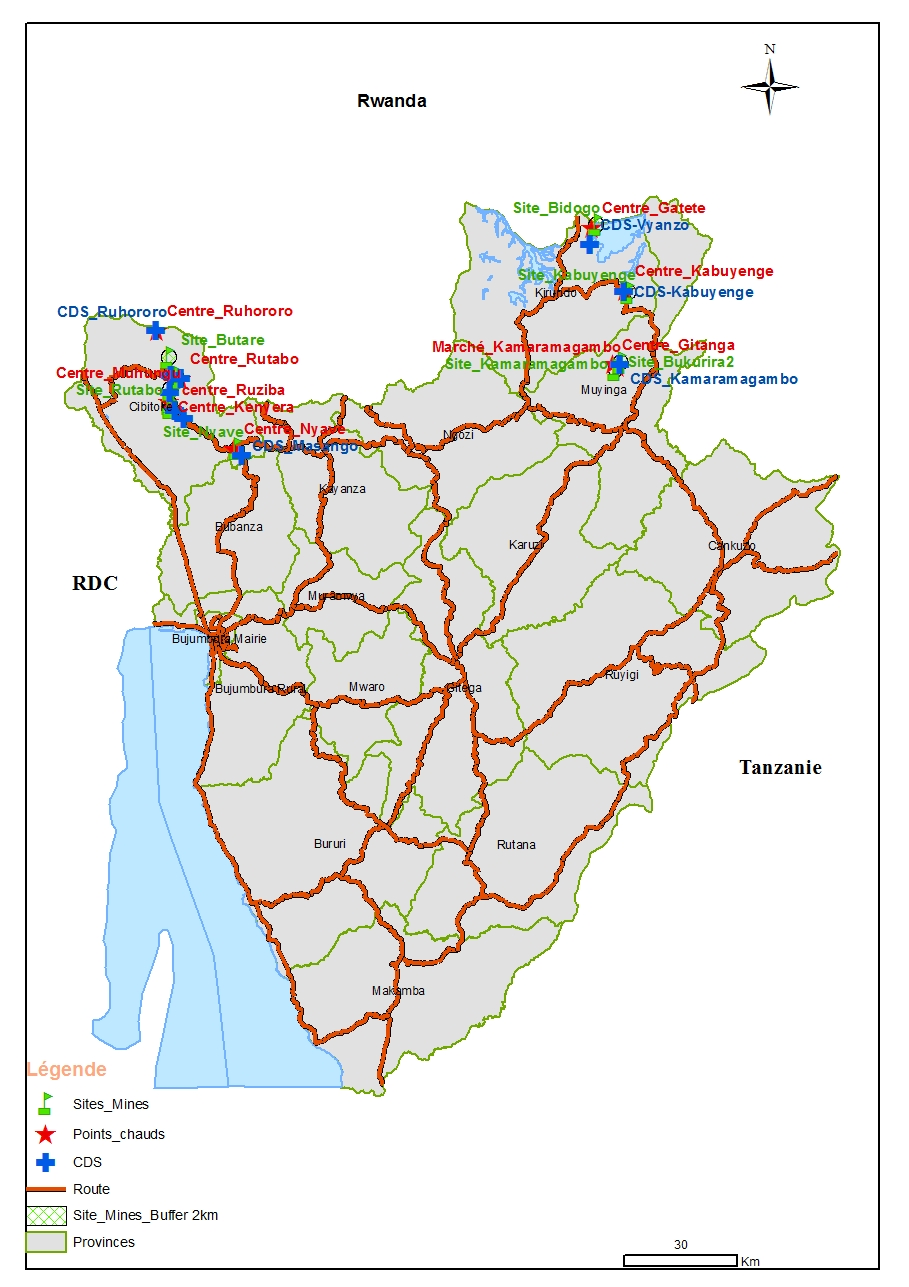 N
Rwanda
Site_Bidogo
Centre_Gatete
CDS-Vyanzo
Centre_Kabuyenge
Site_Kabuyenge
CDS-Kabuyenge
Kirundo
CDS_Ruhororo
Centre_Ruhororo
Site_Butare
Centre_Rutabo
Marché_Kamaramagambo
Centre_Gitanga
Site_Kamaramagambo
Site_Bukurira2
CDS_Kamaramagambo
Muyinga
Site_Rutabo
centre_Ruziba
Cibitoke
Centre_Kenyera
Site_Nyave
Centre_Nyave
CDS_Masango
Ngozi
Kayanza
Bubanza
Karuzi
Cankuzo
RDC
Muramvya
Bujumbura Mairie
Bujumbura Rural
Mwaro
Gitega
Ruyigi
Tanzanie
Bururi
Rutana
Makamba
Légende
Sites_Mines
Points_chauds
CDS
Route
Site_Mines_Buffer 2km
Provinces
30
Km